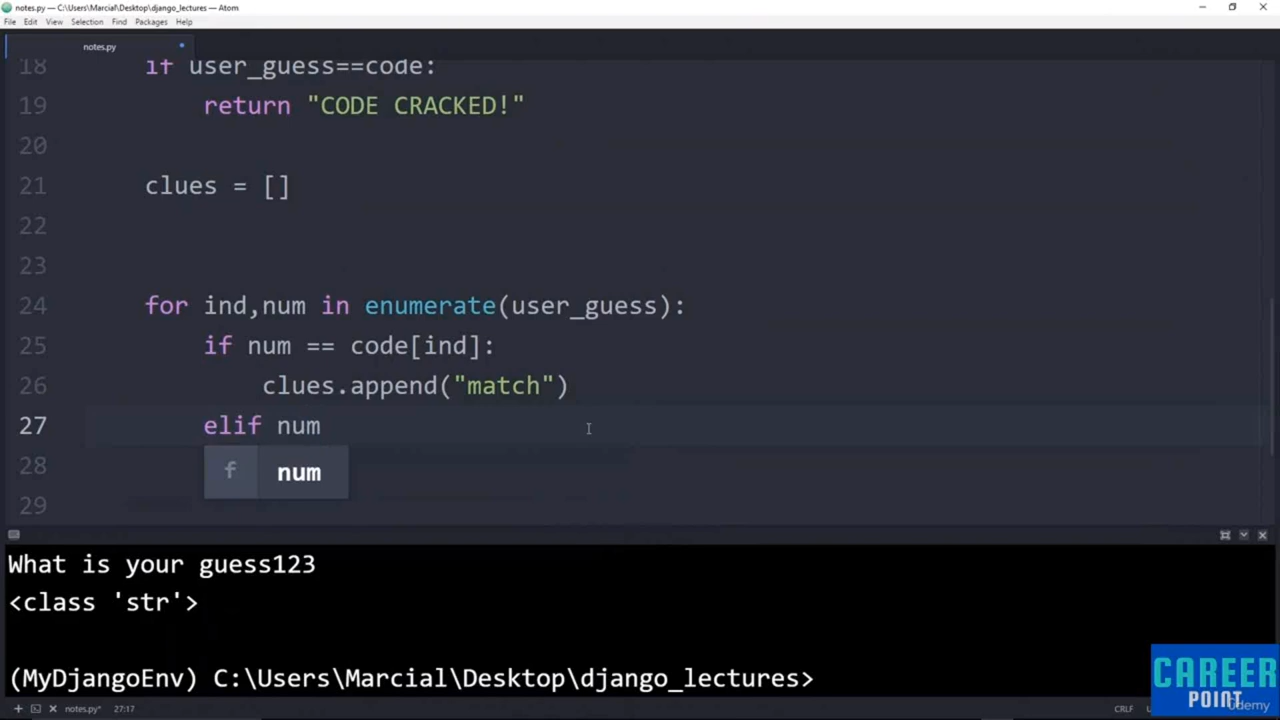 notes.py — C:\Users\Marcial\Desktop\django_lectures — Atom
File Edit View Selection Find Packages Help
notes.py
18 if user_guess==code:
19 return "CODE CRACKED!"
20
21 clues = []
22
23
24 for ind,num in enumerate(user_guess):
25 if num == code[ind]:
26 clues.append("match")
27 elif num
28 f num
29
What is your guess123
<class 'str'>
(MyDjangoEnv) C:\Users\Marcial\Desktop\django_lectures>
CAREER
POINT
udemy
notes.py* 27:17 CRLF